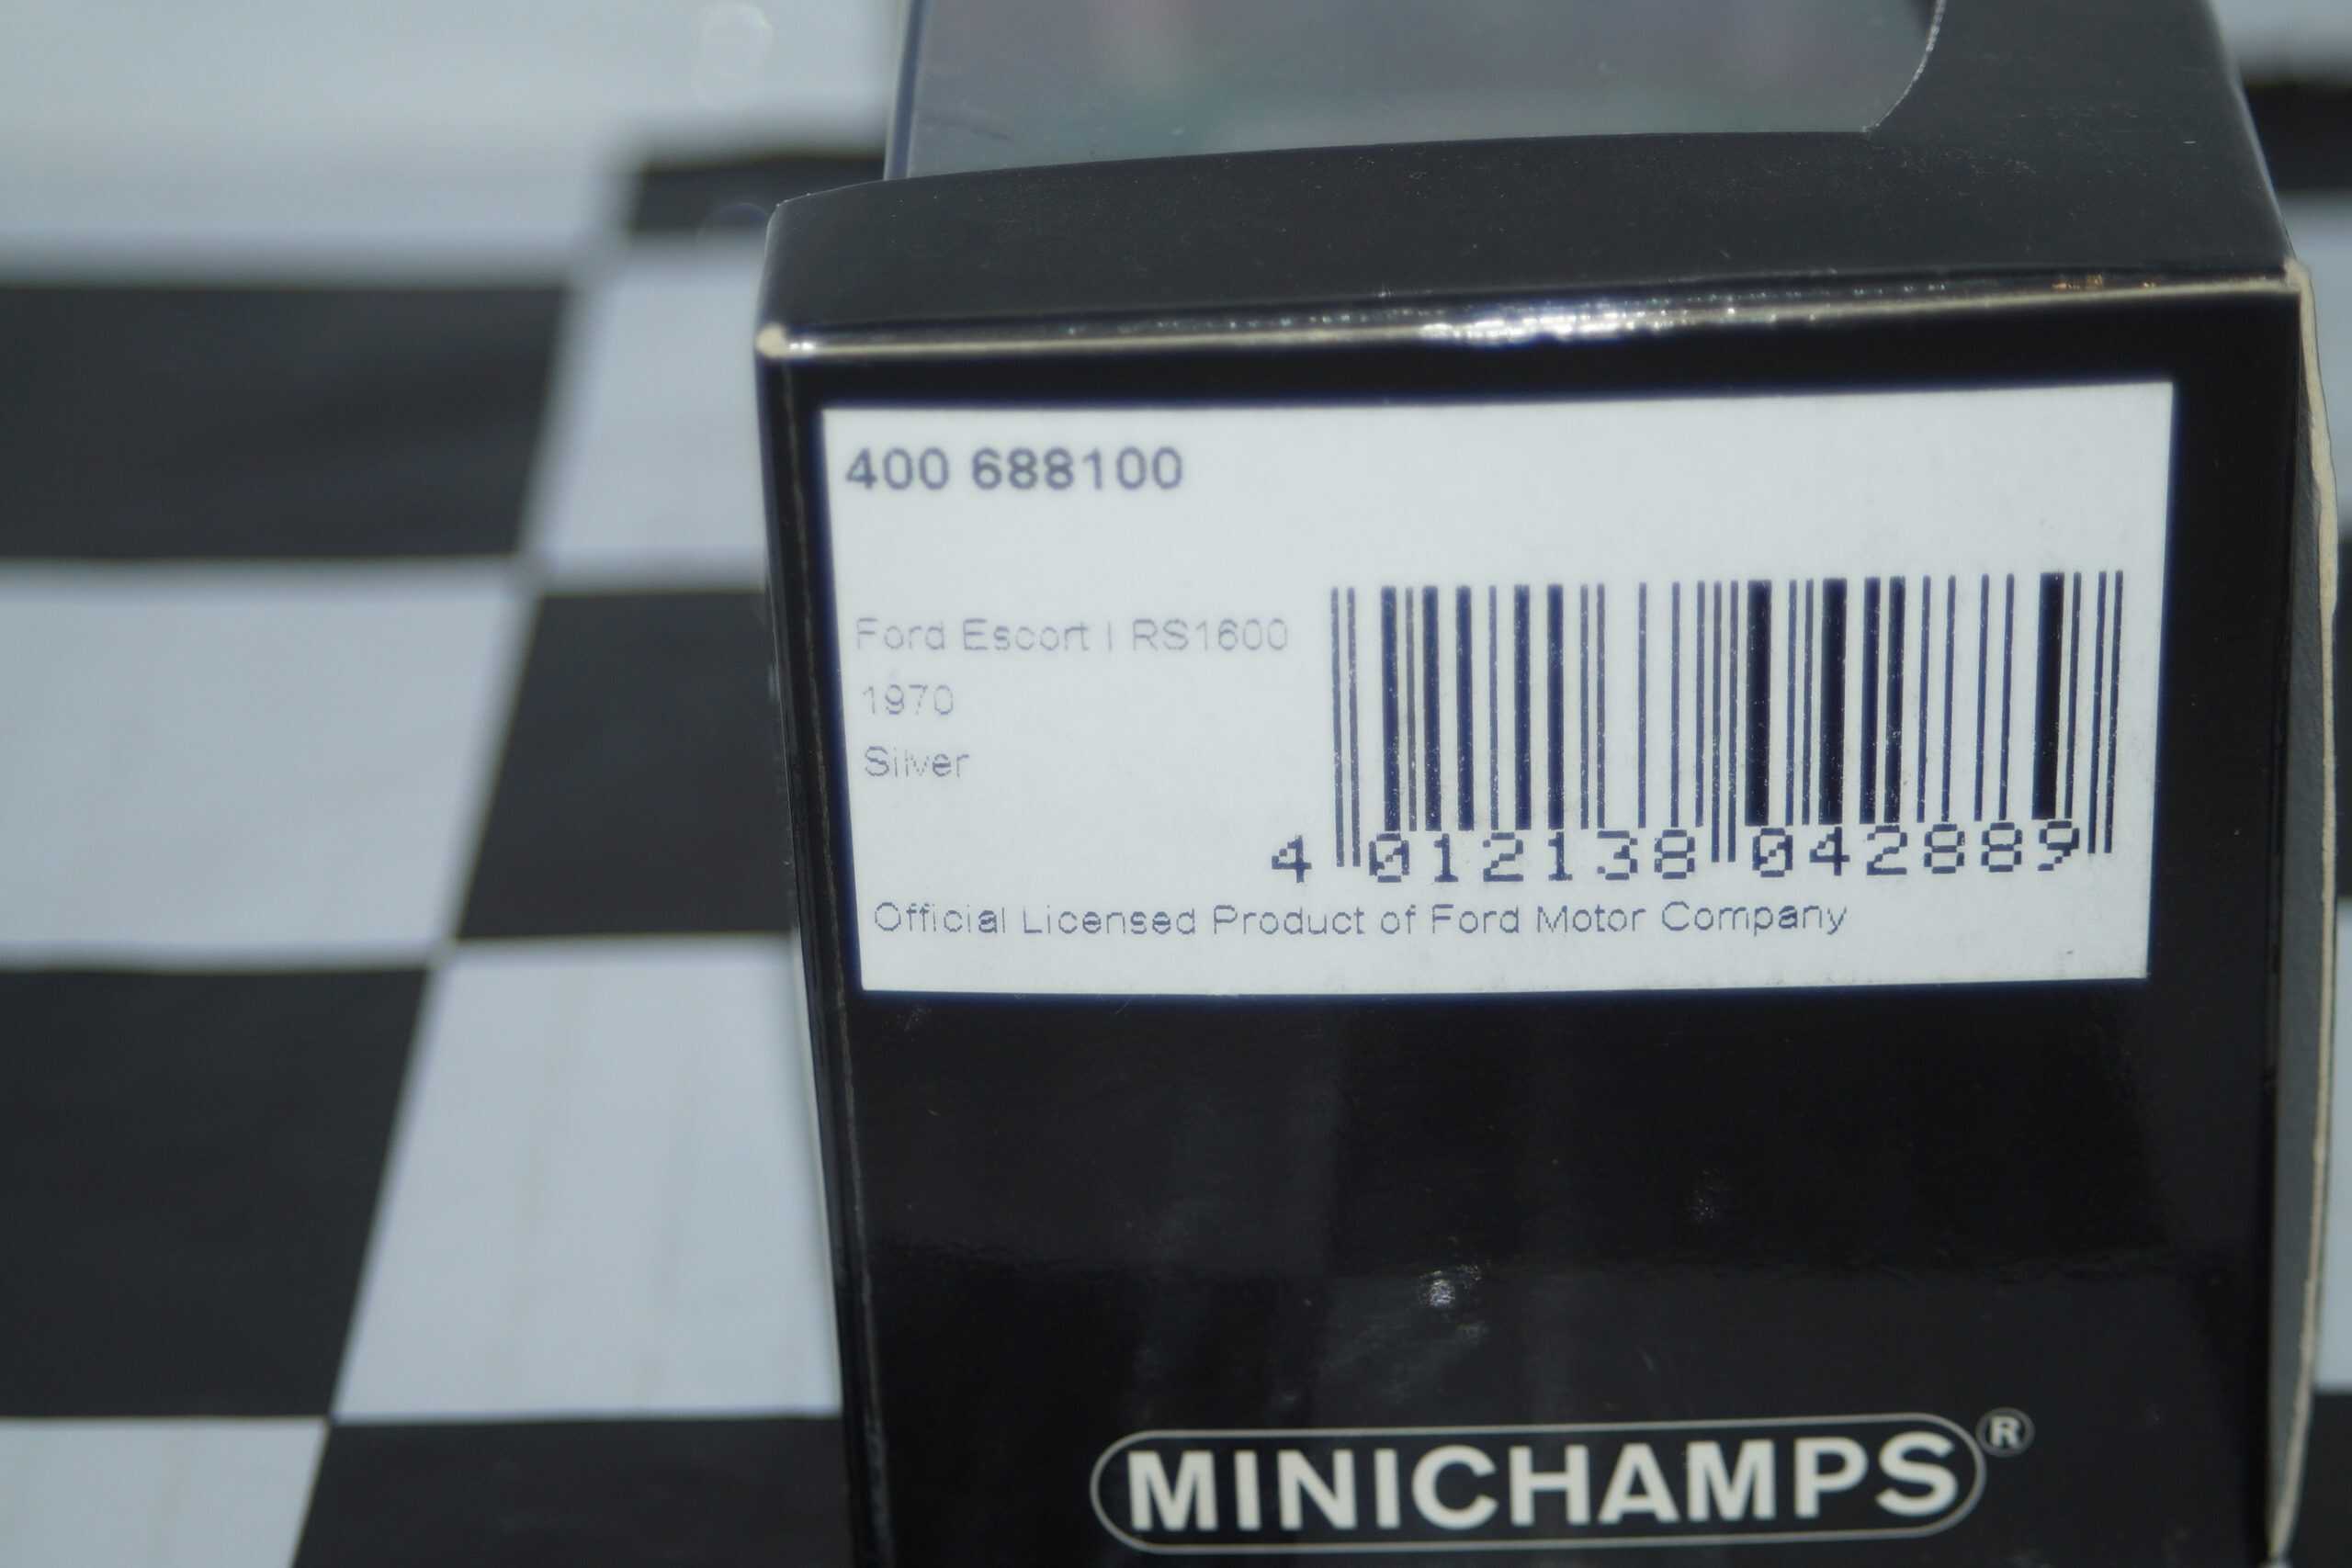 400 688100
Ford Escort I RS1600
1970
Silver
4 012138 042889
Official Licensed Product of Ford Motor Company
MINICHAMPS®